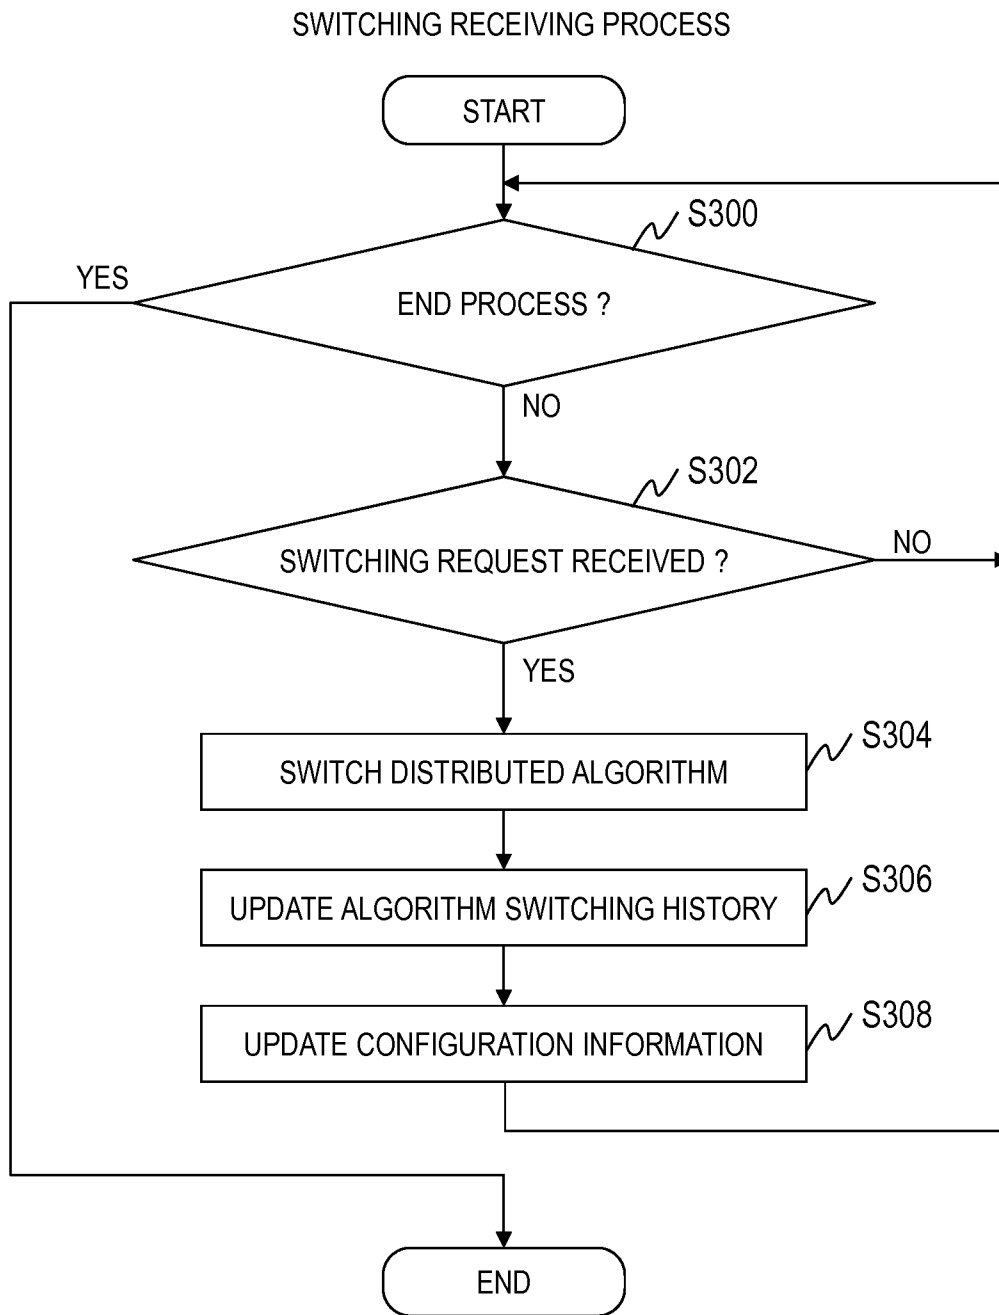 SWITCHING RECEIVING PROCESS
START
S300
YES
END PROCESS ?
NO
S302
SWITCHING REQUEST RECEIVED ?
NO
YES
S304
SWITCH DISTRIBUTED ALGORITHM
S306
UPDATE ALGORITHM SWITCHING HISTORY
S308
UPDATE CONFIGURATION INFORMATION
END